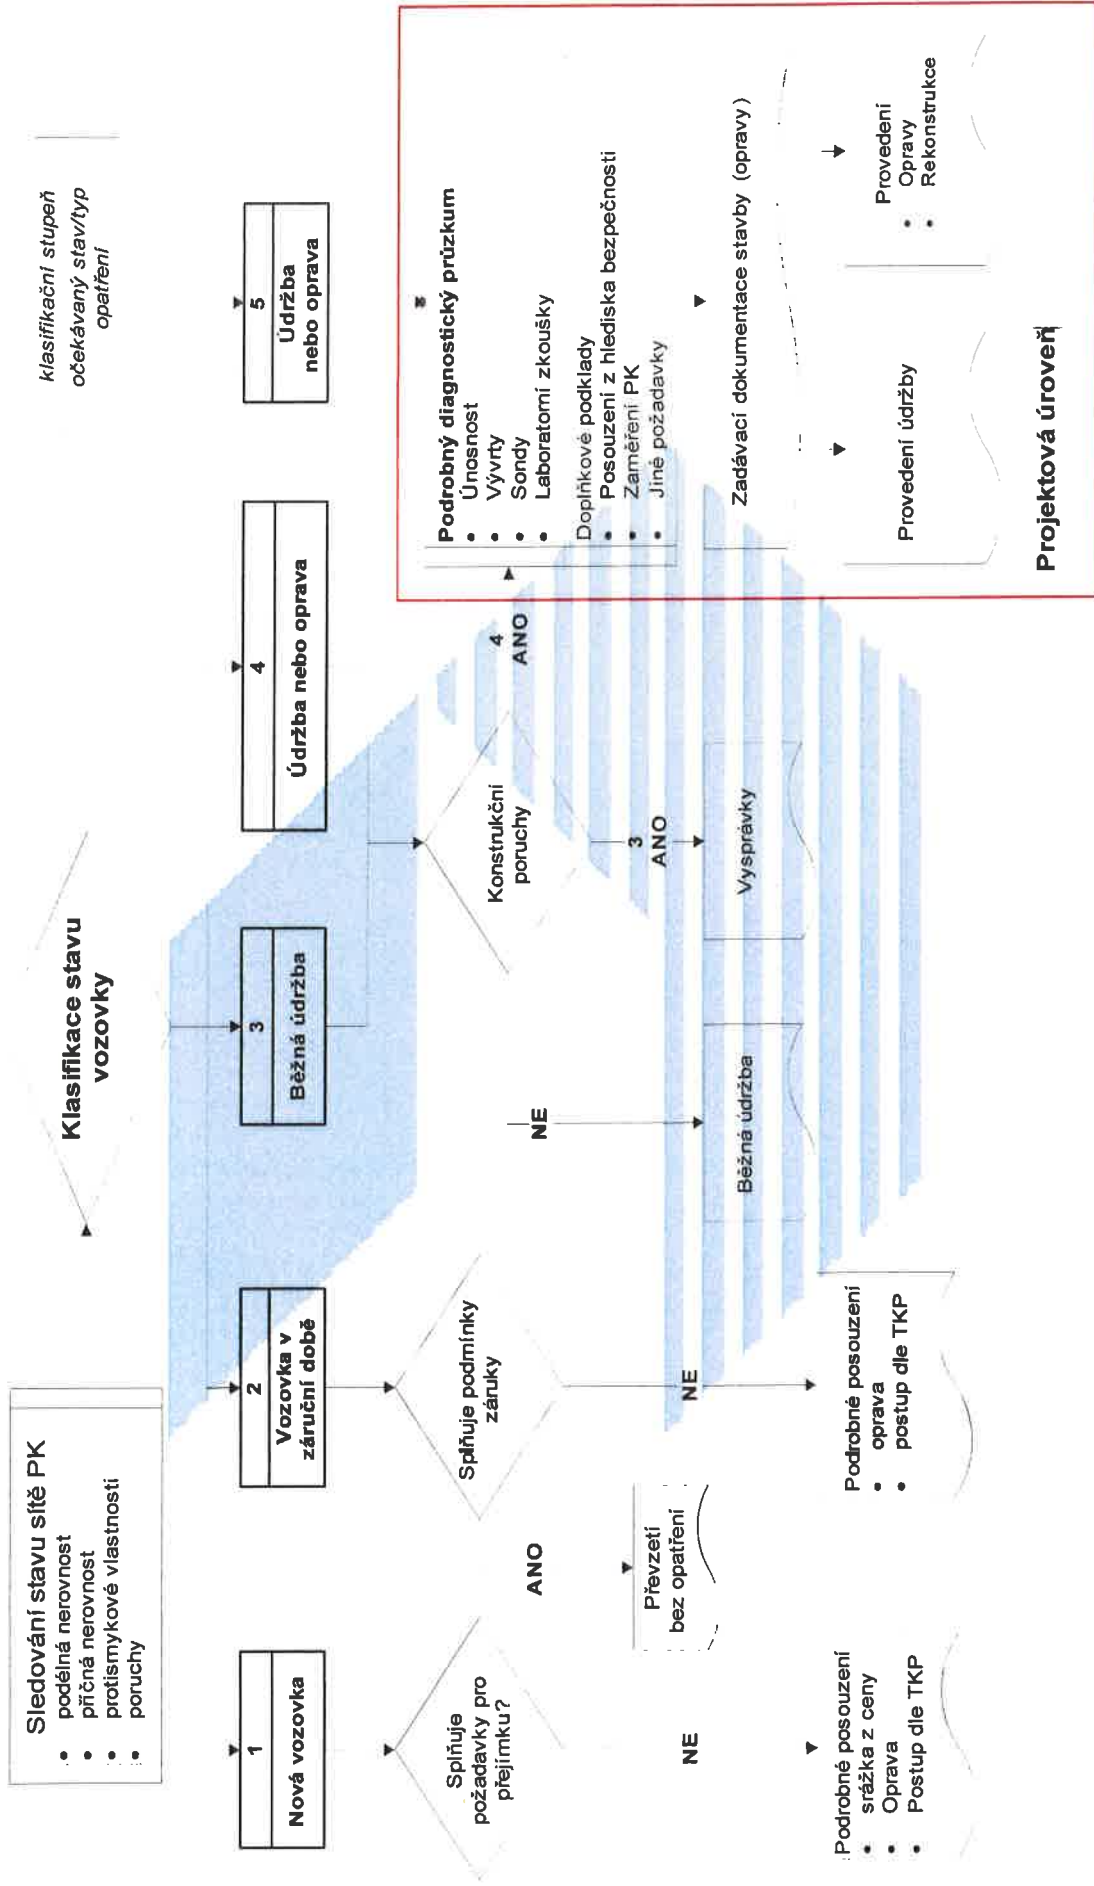 Sledování stavu sítě PK
• podélná nerovnost
• příčná nerovnost
• protismykové vlastnosti
• poruchy
Klasifikace stavu
vozovky
klasifikační stupeň
očekávaný stav/typ
opatření
1
Nová vozovka
2
Vozovka v
záruční době
3
Běžná údržba
4
Údržba nebo oprava
5
Údržba
nebo oprava
Splňuje
požadavky pro
přejímku?
Splňuje podmínky
záruky
Konstrukční
poruchy
4
ANO
Podrobný diagnostický průzkum
• Únosnost
• Vývrty
• Sondy
• Laboratorní zkoušky
Doplňkové podklady
• Posouzení z hlediska bezpečnosti
• Zaměření PK
• Jiné požadavky
ANO
NE
3
ANO
Převzetí
bez opatření
NE
NE
Běžná údržba
Vysprávky
Zadávací dokumentace stavby (opravy)
Podrobné posouzení
• srážka z ceny
• Oprava
• Postup dle TKP
Podrobné posouzení
• oprava
• postup dle TKP
Provedení údržby
Provedení
• Opravy
• Rekonstrukce
Projektová úroveň